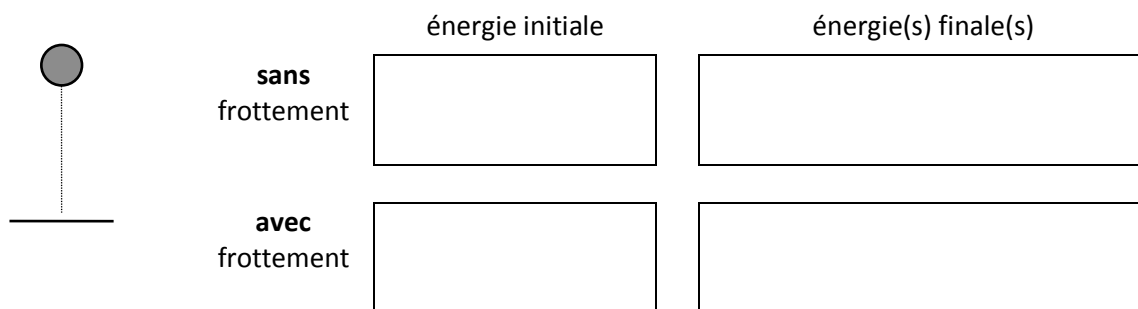 énergie initiale énergie(s) finale(s)
sans
frottement
avec
frottement